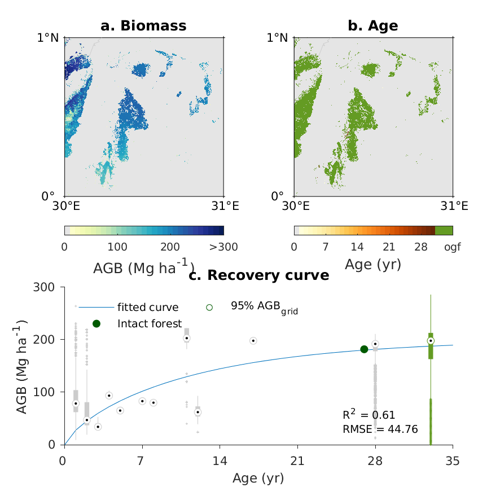 a. Biomass
b. Age
1°N
1°N
0°
0°
30°E
31°E
30°E
31°E
0 100 200 >300
0 7 14 21 28 ogf
AGB (Mg ha-1)
Age (yr)
c. Recovery curve
300
200
100
0
AGB (Mg ha-1)
fitted curve
95% AGBgrid
Intact forest
R2 = 0.61
RMSE = 44.76
0 7 14 21 28 35
Age (yr)